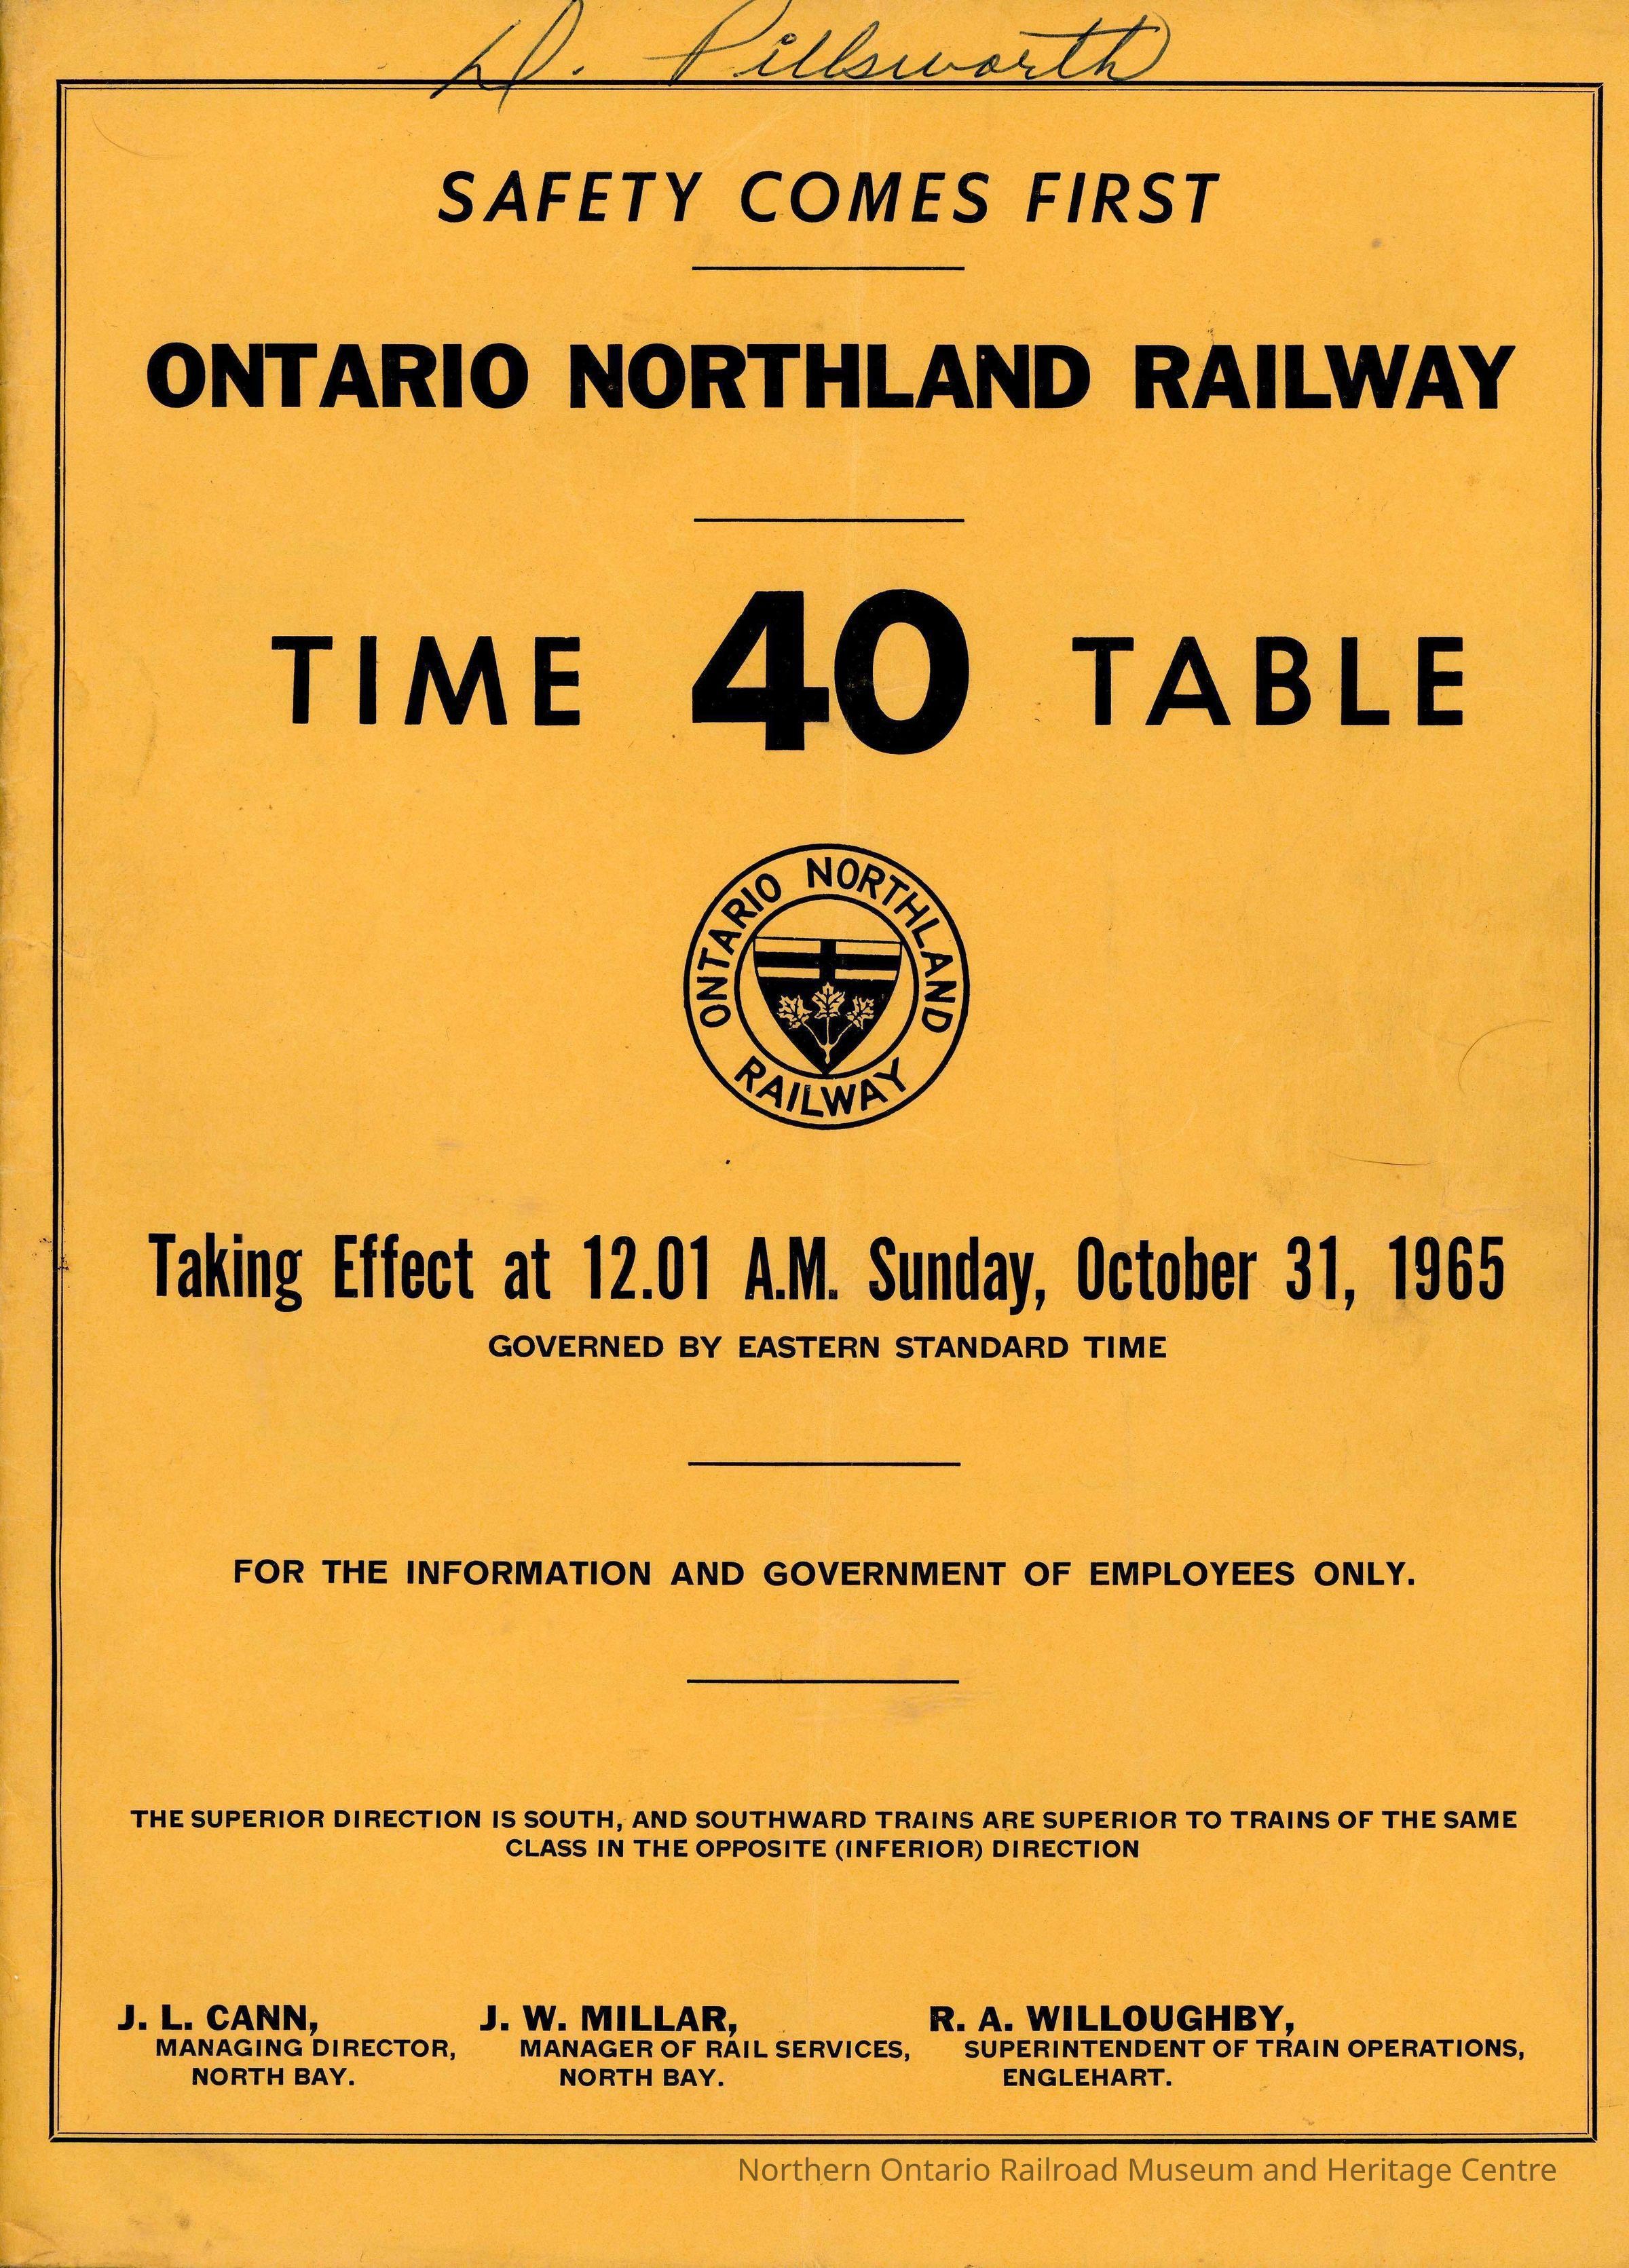 D. Pillsworth
SAFETY COMES FIRST
ONTARIO NORTHLAND RAILWAY
TIME 40 TABLE
ONTARIO NORTHLAND
RAILWAY
Taking Effect at 12.01 A.M. Sunday, October 31, 1965
GOVERNED BY EASTERN STANDARD TIME
FOR THE INFORMATION AND GOVERNMENT OF EMPLOYEES ONLY.
THE SUPERIOR DIRECTION IS SOUTH, AND SOUTHWARD TRAINS ARE SUPERIOR TO TRAINS OF THE SAME
CLASS IN THE OPPOSITE (INFERIOR) DIRECTION
J. L. CANN,
MANAGING DIRECTOR,
NORTH BAY.
J. W. MILLAR,
MANAGER OF RAIL SERVICES,
NORTH BAY.
R. A. WILLOUGHBY,
SUPERINTENDENT OF TRAIN OPERATIONS,
ENGLEHART.
Northern Ontario Railroad Museum and Heritage Centre